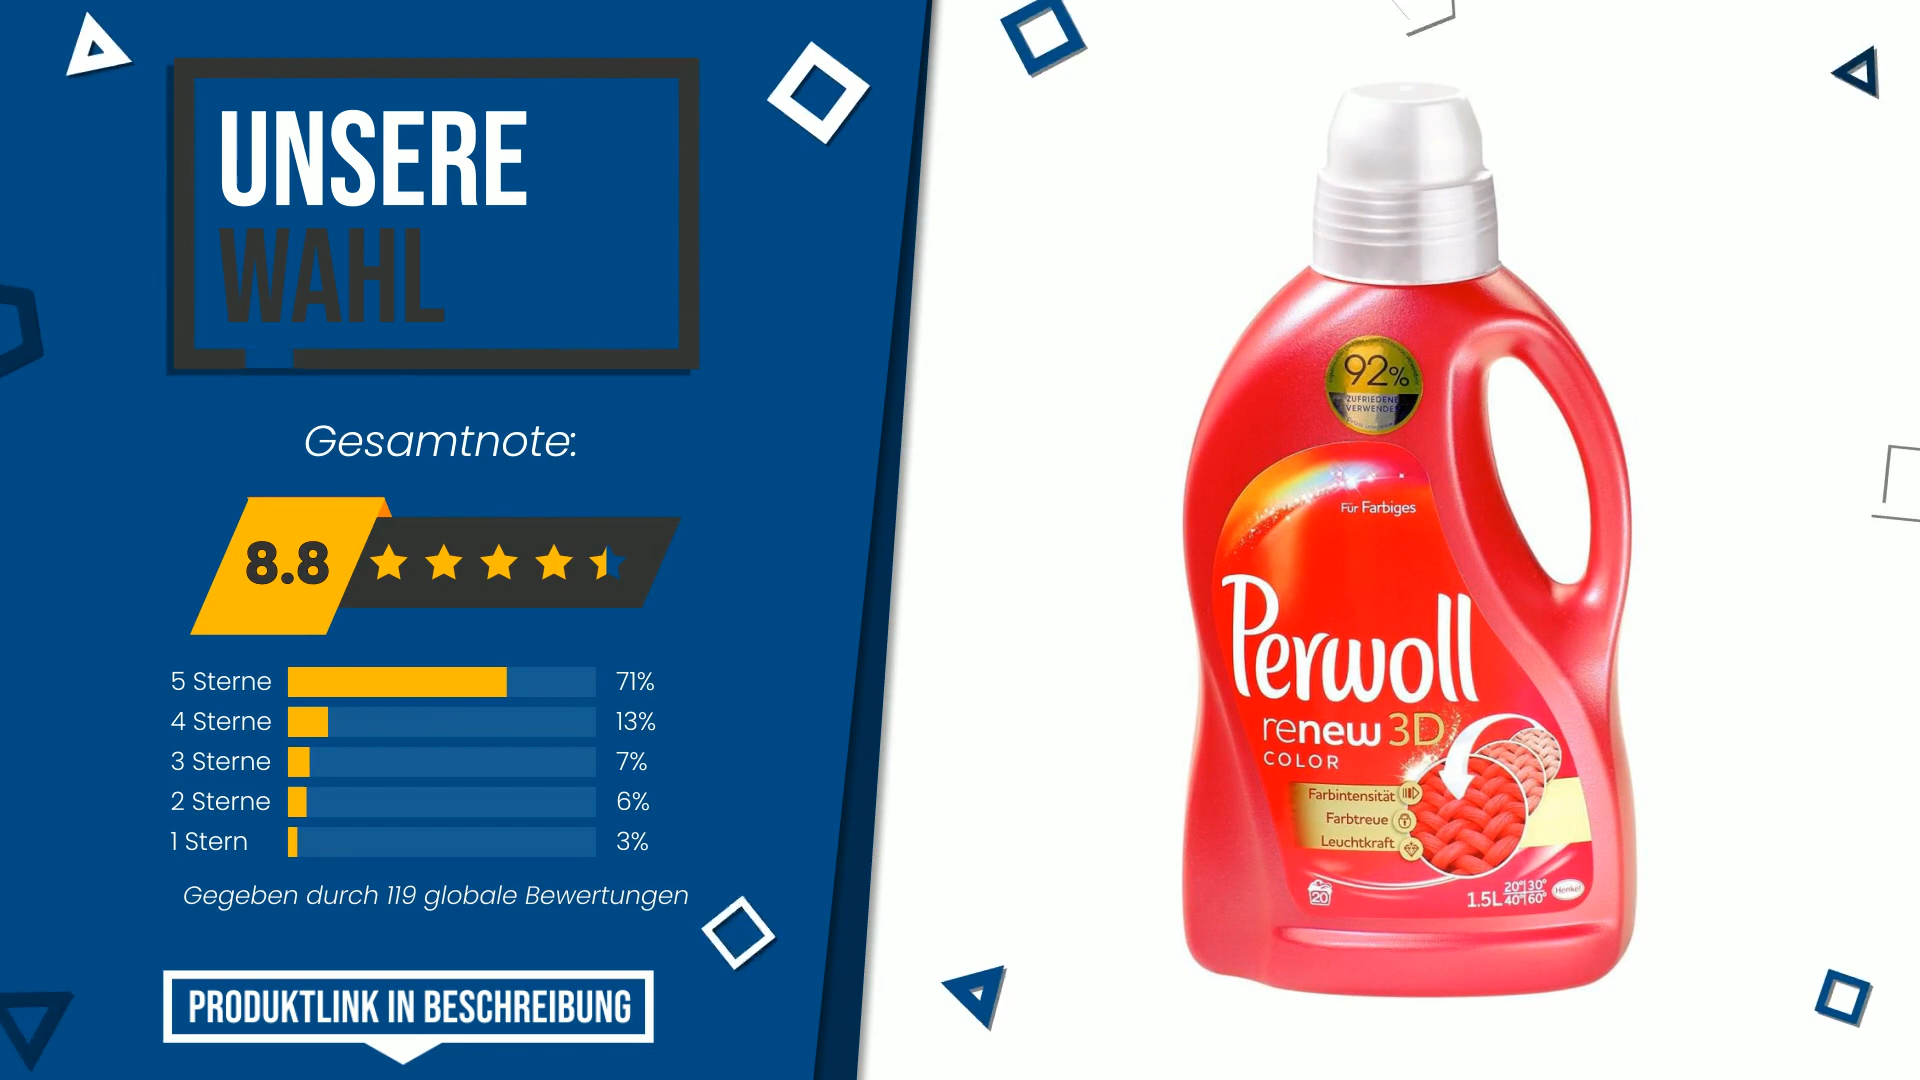 UNSERE
WAHL
Gesamtnote:
8.8
5 Sterne 71%
4 Sterne 13%
3 Sterne 7%
2 Sterne 6%
1 Stern 3%
Gegeben durch 119 globale Bewertungen
PRODUKTLINK IN BESCHREIBUNG
92%
ZUFRIEDENE
VERWENDER
Für Farbiges
Perwoll
renew 3D
COLOR
Farbintensität
Farbtreue
Leuchtkraft
20
1.5L 20° 30°
40° 60°
Henkel